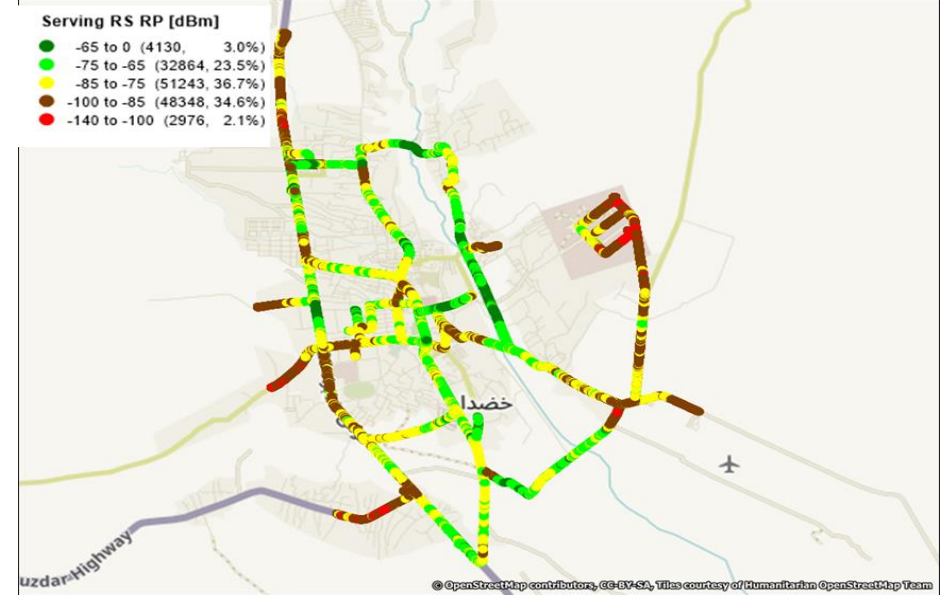 Serving RS RP [dBm]
-65 to 0 (4130, 3.0%)
-75 to -65 (32864, 23.5%)
-85 to -75 (51243, 36.7%)
-100 to -85 (48348, 34.6%)
-140 to -100 (2976, 2.1%)
خضدا
uzdar-Highway
© OpenStreetMap contributors, CC-BY-SA, Tiles courtesy of Humanitarian OpenStreetMap Team